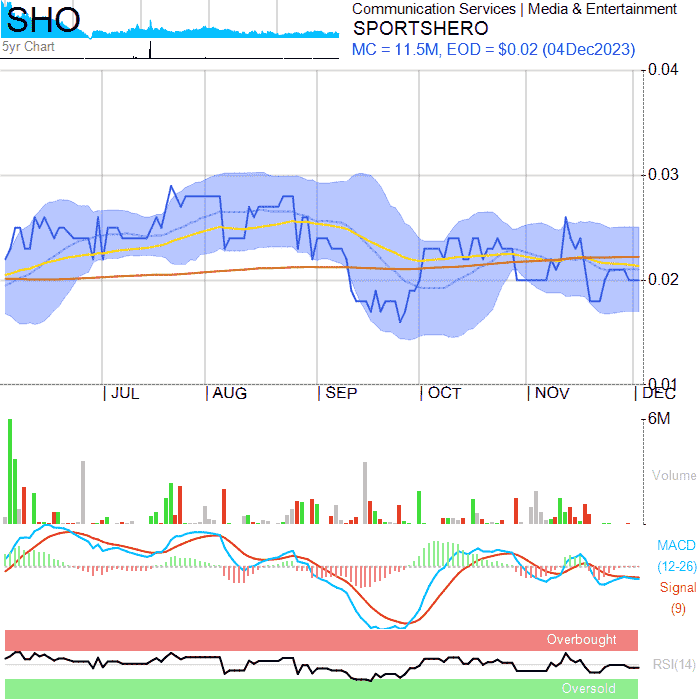 SHO
5yr Chart
Communication Services | Media & Entertainment
SPORTSHERO
MC = 11.5M, EOD = $0.02 (04Dec2023)
0.04
0.03
0.02
0.01
JUL AUG SEP OCT NOV DEC
6M
Volume
MACD
(12-26)
Signal
(9)
Overbought
RSI(14)
Oversold